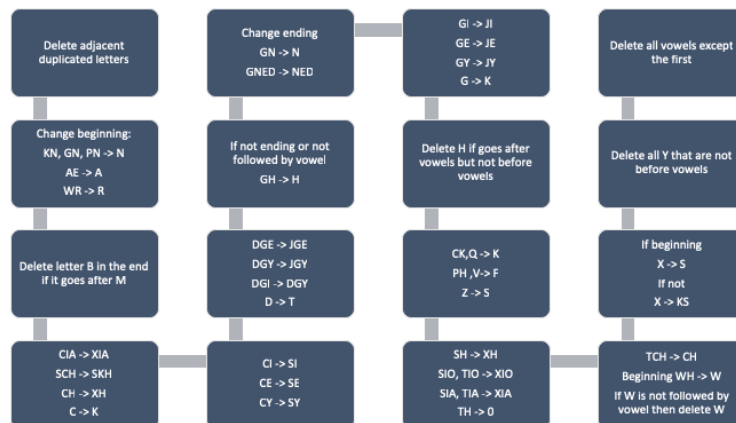 Delete adjacent
duplicated letters
Change beginning:
KN, GN, PN -> N
AE -> A
WR -> R
Delete letter B in the end
if it goes after M
CIA -> XIA
SCH -> SKH
CH -> XH
C -> K
CI -> SI
CE -> SE
CY -> SY
DGE -> JGE
DGY -> JGY
DGI -> DGY
D -> T
If not ending or not
followed by vowel
GH -> H
Change ending
GN -> N
GNED -> NED
GI -> JI
GE -> JE
GY -> JY
G -> K
Delete H if goes after
vowels but not before
vowels
CK,Q -> K
PH ,V-> F
Z -> S
SH -> XH
SIO, TIO -> XIO
SIA, TIA -> XIA
TH -> 0
TCH -> CH
Beginning WH -> W
If W is not followed by
vowel then delete W
If beginning
X -> S
If not
X -> KS
Delete all Y that are not
before vowels
Delete all vowels except
the first